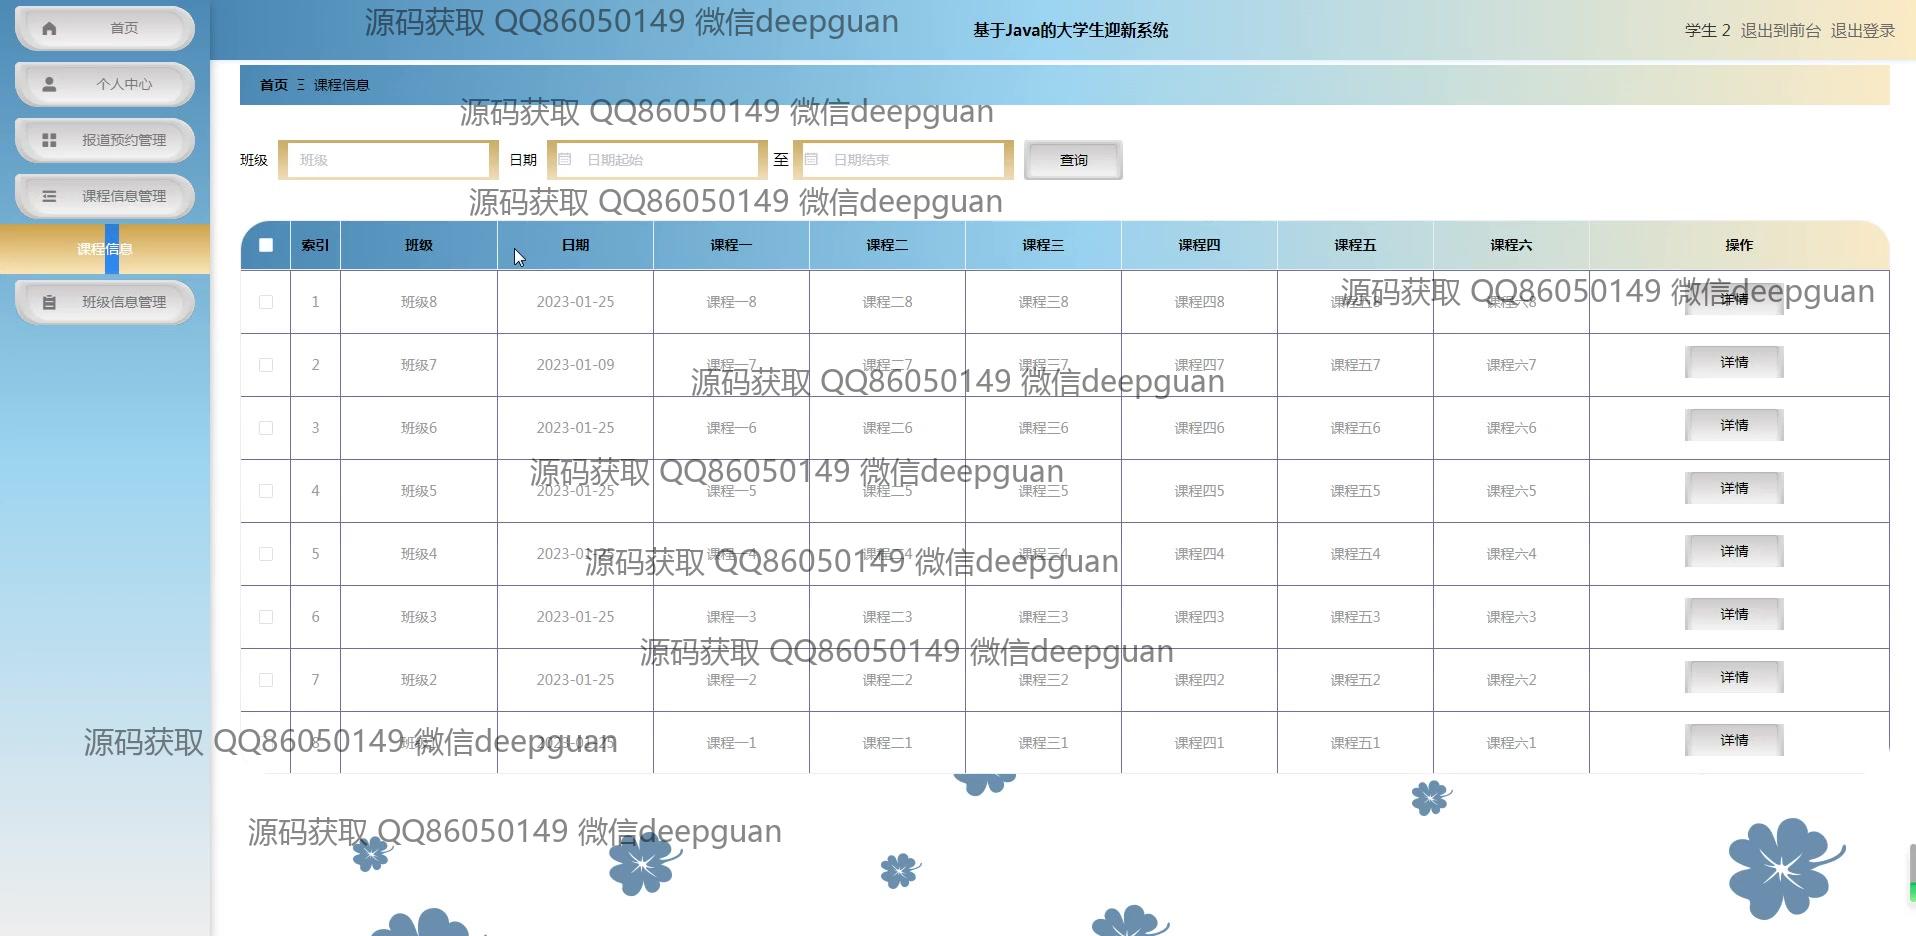 源码获取 QQ86050149 微信deepguan
基于Java的大学生迎新系统
学生 2 退出到前台 退出登录
首页
个人中心
报道预约管理
课程信息管理
课程信息
班级信息管理
首页 Ξ 课程信息
源码获取 QQ86050149 微信deepguan
班级 班级 日期 日期起始 至 日期结束 查询
源码获取 QQ86050149 微信deepguan
索引 班级 日期 课程一 课程二 课程三 课程四 课程五 课程六 操作
源码获取 QQ86050149 微信deepguan
1 班级8 2023-01-25 课程一8 课程二8 课程三8 课程四8 课程五8 课程六8 详情
2 班级7 2023-01-09 课程一7 课程二7 课程三7 课程四7 课程五7 课程六7 详情
源码获取 QQ86050149 微信deepguan
3 班级6 2023-01-25 课程一6 课程二6 课程三6 课程四6 课程五6 课程六6 详情
源码获取 QQ86050149 微信deepguan
4 班级5 2023-01-25 课程一5 课程二5 课程三5 课程四5 课程五5 课程六5 详情
5 班级4 2023-01-25 课程一4 课程二4 课程三4 课程四4 课程五4 课程六4 详情
源码获取 QQ86050149 微信deepguan
6 班级3 2023-01-25 课程一3 课程二3 课程三3 课程四3 课程五3 课程六3 详情
源码获取 QQ86050149 微信deepguan
7 班级2 2023-01-25 课程一2 课程二2 课程三2 课程四2 课程五2 课程六2 详情
源码获取 QQ86050149 微信deepguan
8 班级1 2023-01-25 课程一1 课程二1 课程三1 课程四1 课程五1 课程六1 详情
源码获取 QQ86050149 微信deepguan